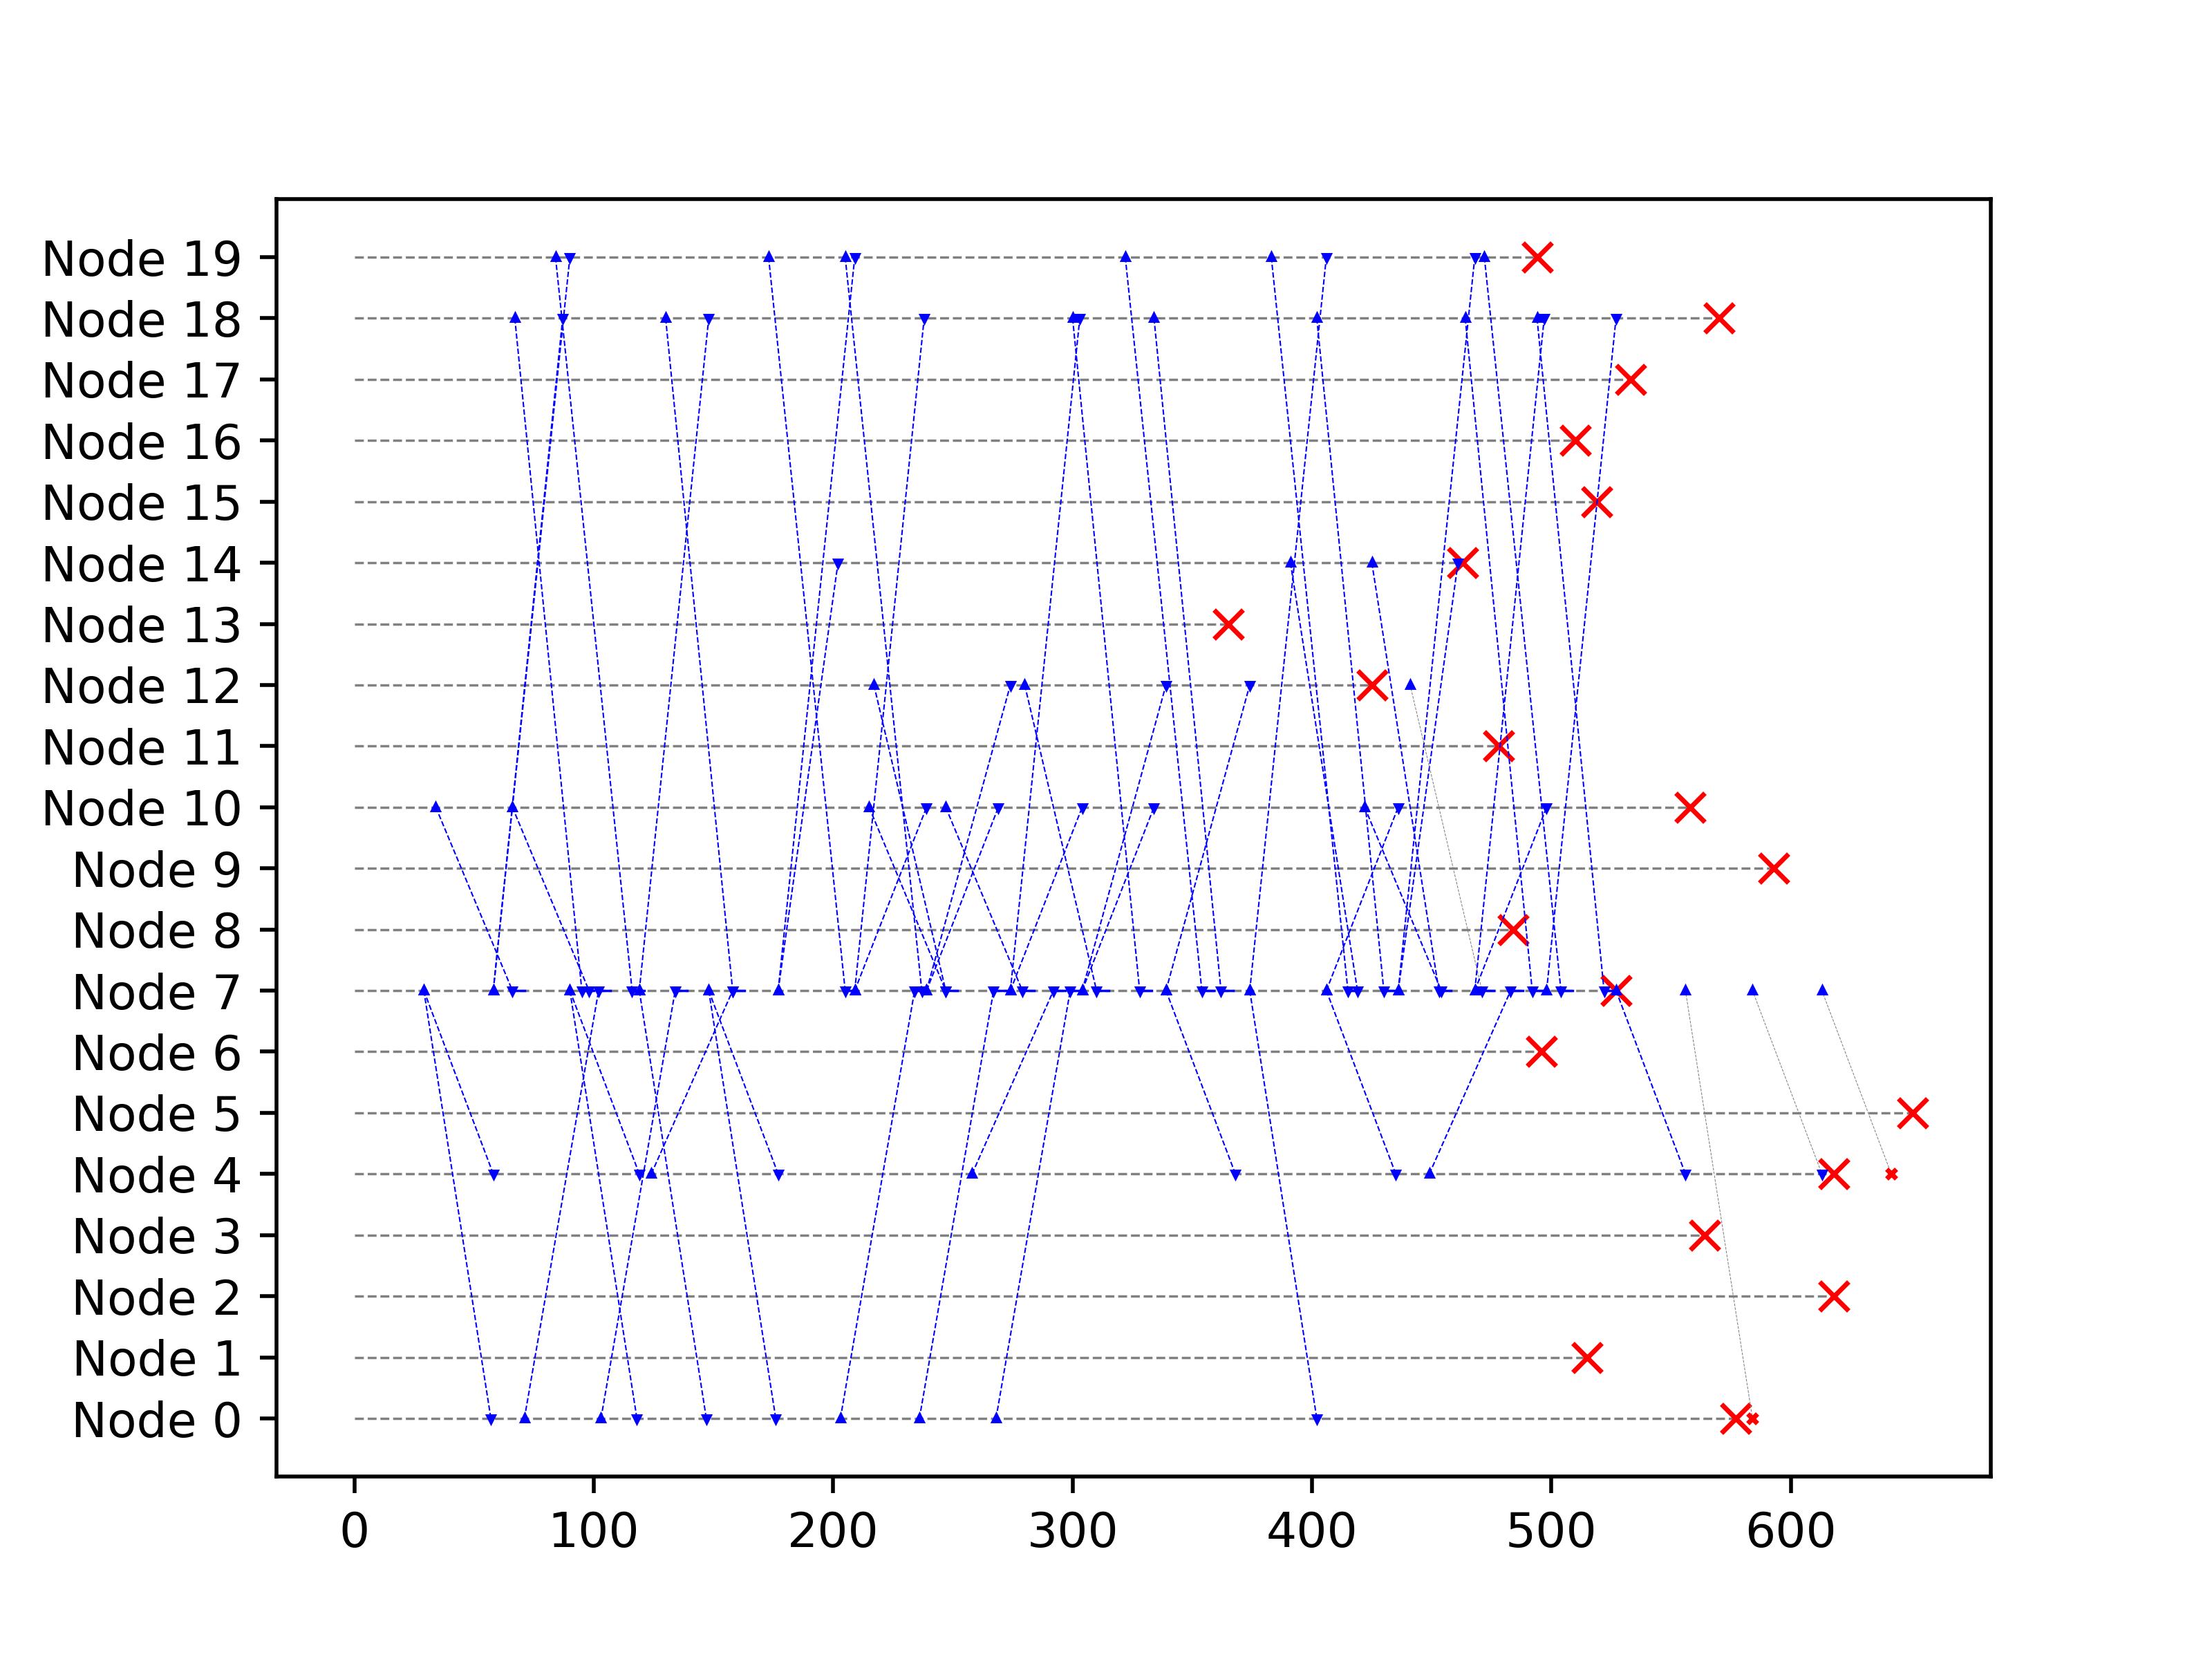 Node 19
Node 18
Node 17
Node 16
Node 15
Node 14
Node 13
Node 12
Node 11
Node 10
Node 9
Node 8
Node 7
Node 6
Node 5
Node 4
Node 3
Node 2
Node 1
Node 0
0 100 200 300 400 500 600